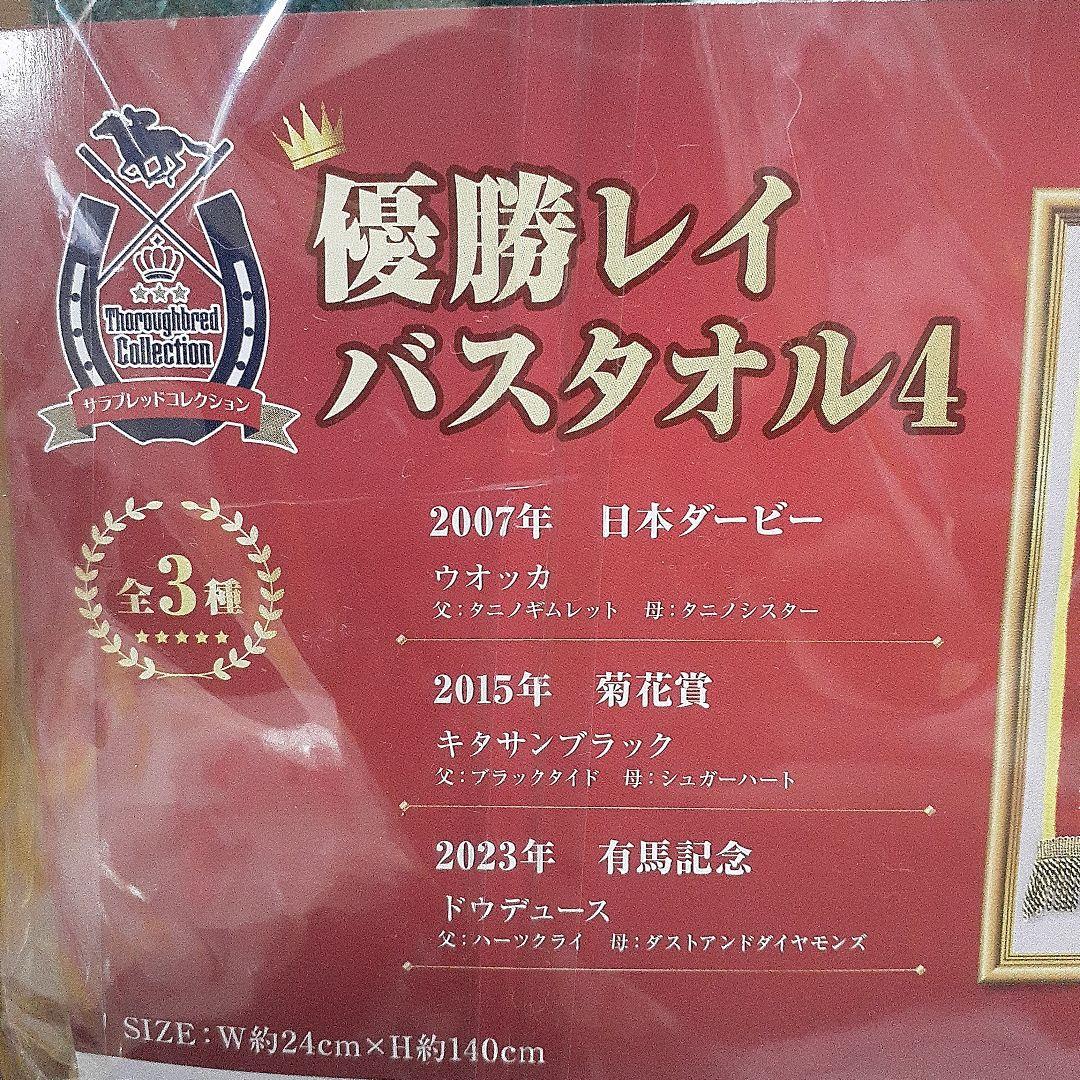 Thoroughbred
Collection
サラブレッドコレクション
優勝レイ
バスタオル4
全3種
2007年 日本ダービー
ウオッカ
父：タニノギムレット 母：タニノシスター
2015年 菊花賞
キタサンブラック
父：ブラックタイド 母：シュガーハート
2023年 有馬記念
ドウデュース
父：ハーツクライ 母：ダストアンドダイヤモンズ
SIZE：W約24cm×H約140cm